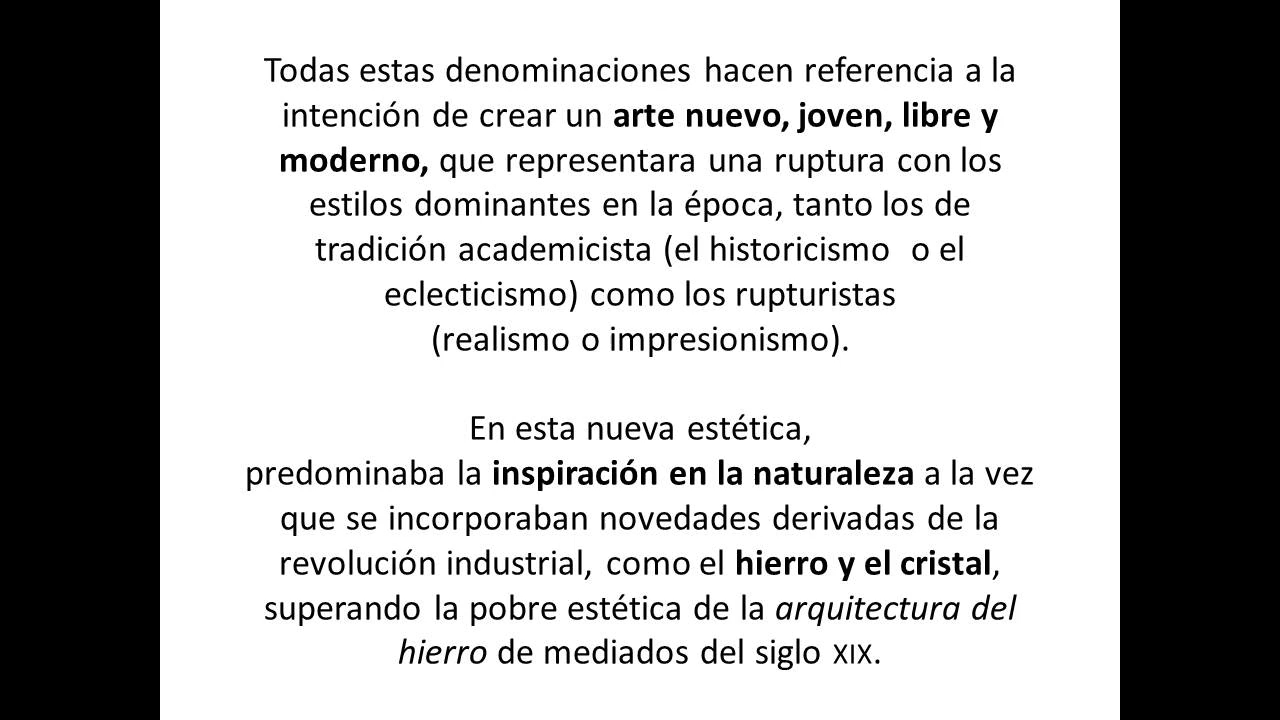 Todas estas denominaciones hacen referencia a la
intención de crear un arte nuevo, joven, libre y
moderno, que representara una ruptura con los
estilos dominantes en la época, tanto los de
tradición academicista (el historicismo o el
eclecticismo) como los rupturistas
(realismo o impresionismo).
En esta nueva estética,
predominaba la inspiración en la naturaleza a la vez
que se incorporaban novedades derivadas de la
revolución industrial, como el hierro y el cristal,
superando la pobre estética de la arquitectura del
hierro de mediados del siglo XIX.